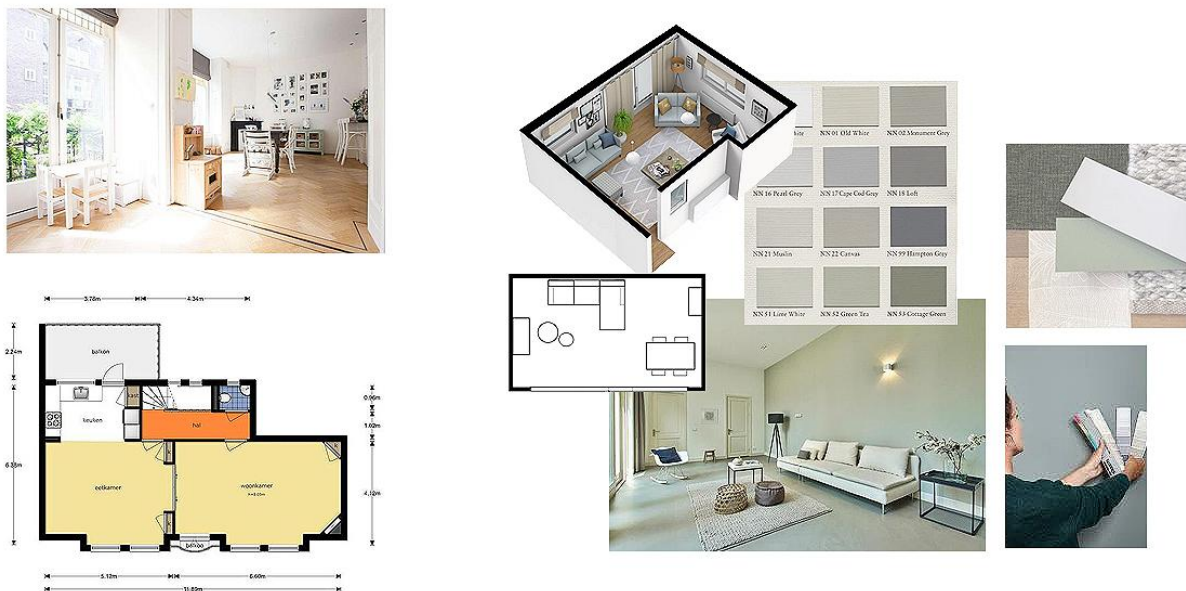 3.78m
4.34m
2.24m
balkon
kast
keuken
hal
0.96m
1.02m
6.38m
eetkamer
woonkamer
4.12m
balkon
5.12m
6.60m
NN 01 Old White
NN 02 Monument Grey
NN 16 Pearl Grey
NN 17 Cape Cod Grey
NN 18 Loft
NN 21 Muslin
NN 22 Canvas
NN 99 Hampton Grey
NN 51 Lime White
NN 52 Green Tea
NN 53 Cottage Green